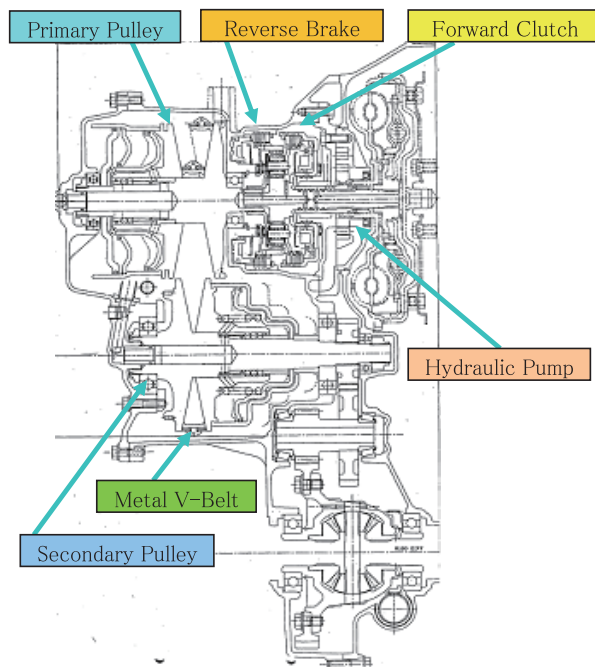 Primary Pulley
Reverse Brake
Forward Clutch
Hydraulic Pump
Metal V-Belt
Secondary Pulley